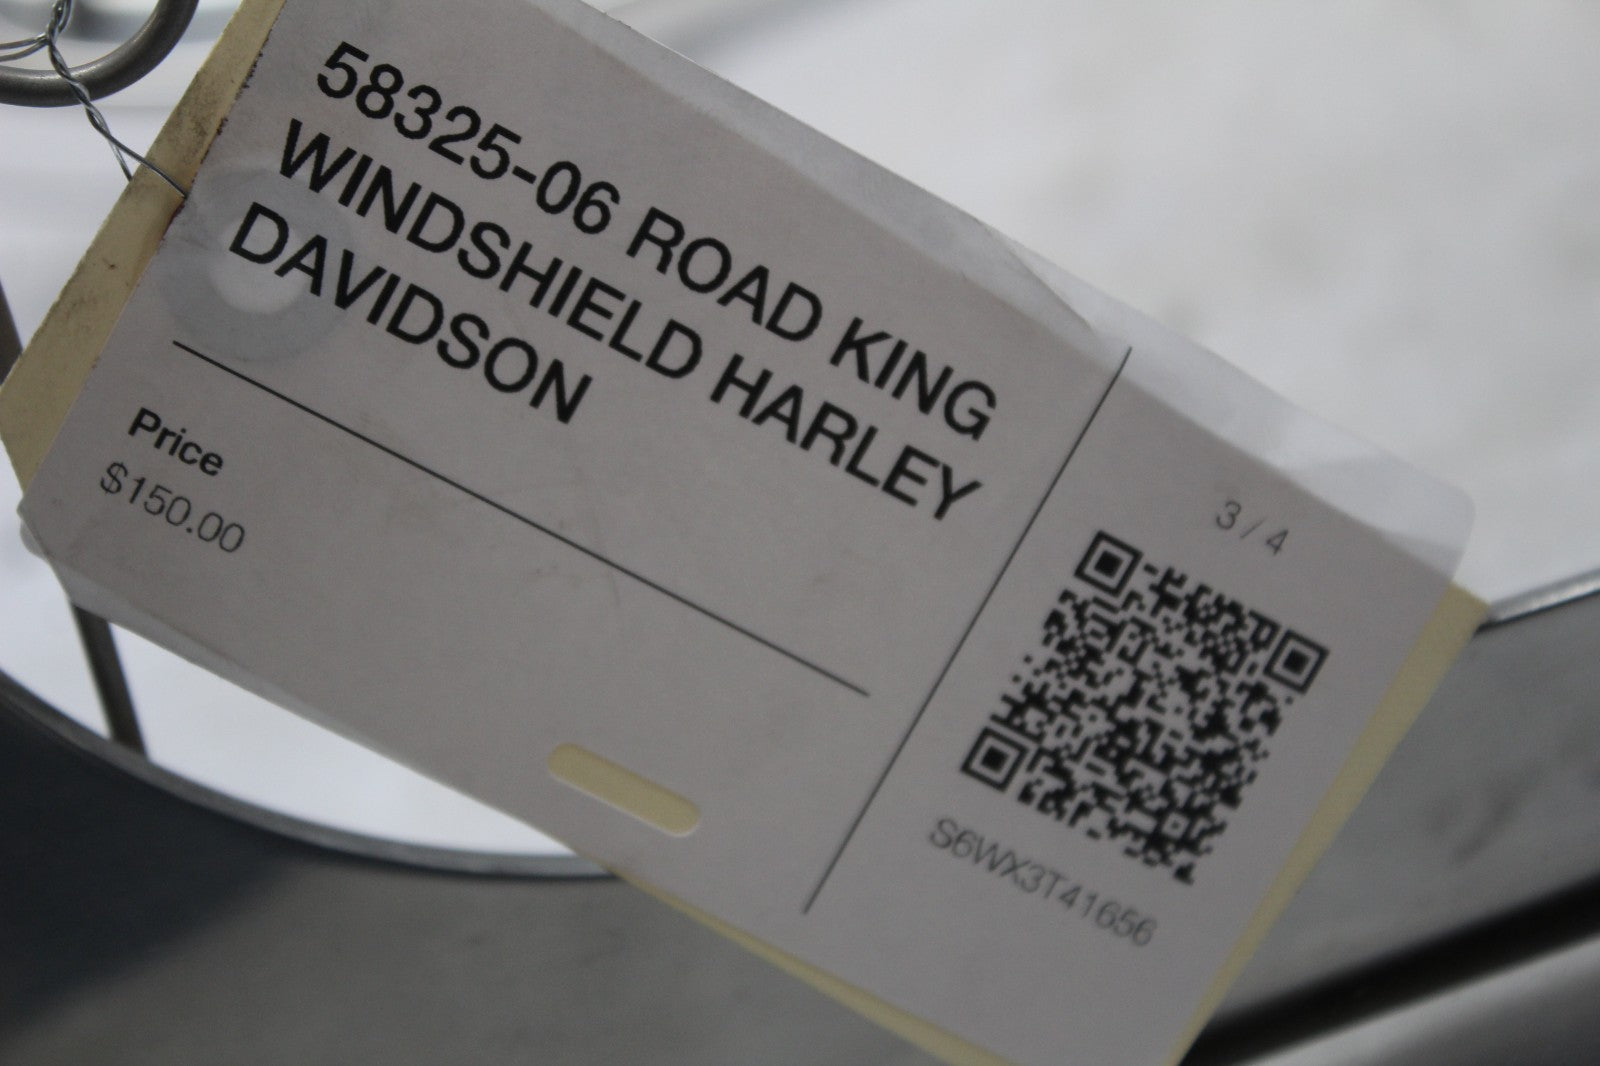 58325-06 ROAD KING
WINDSHIELD HARLEY
DAVIDSON
Price
$150.00
3 / 4
S6WX3T41656